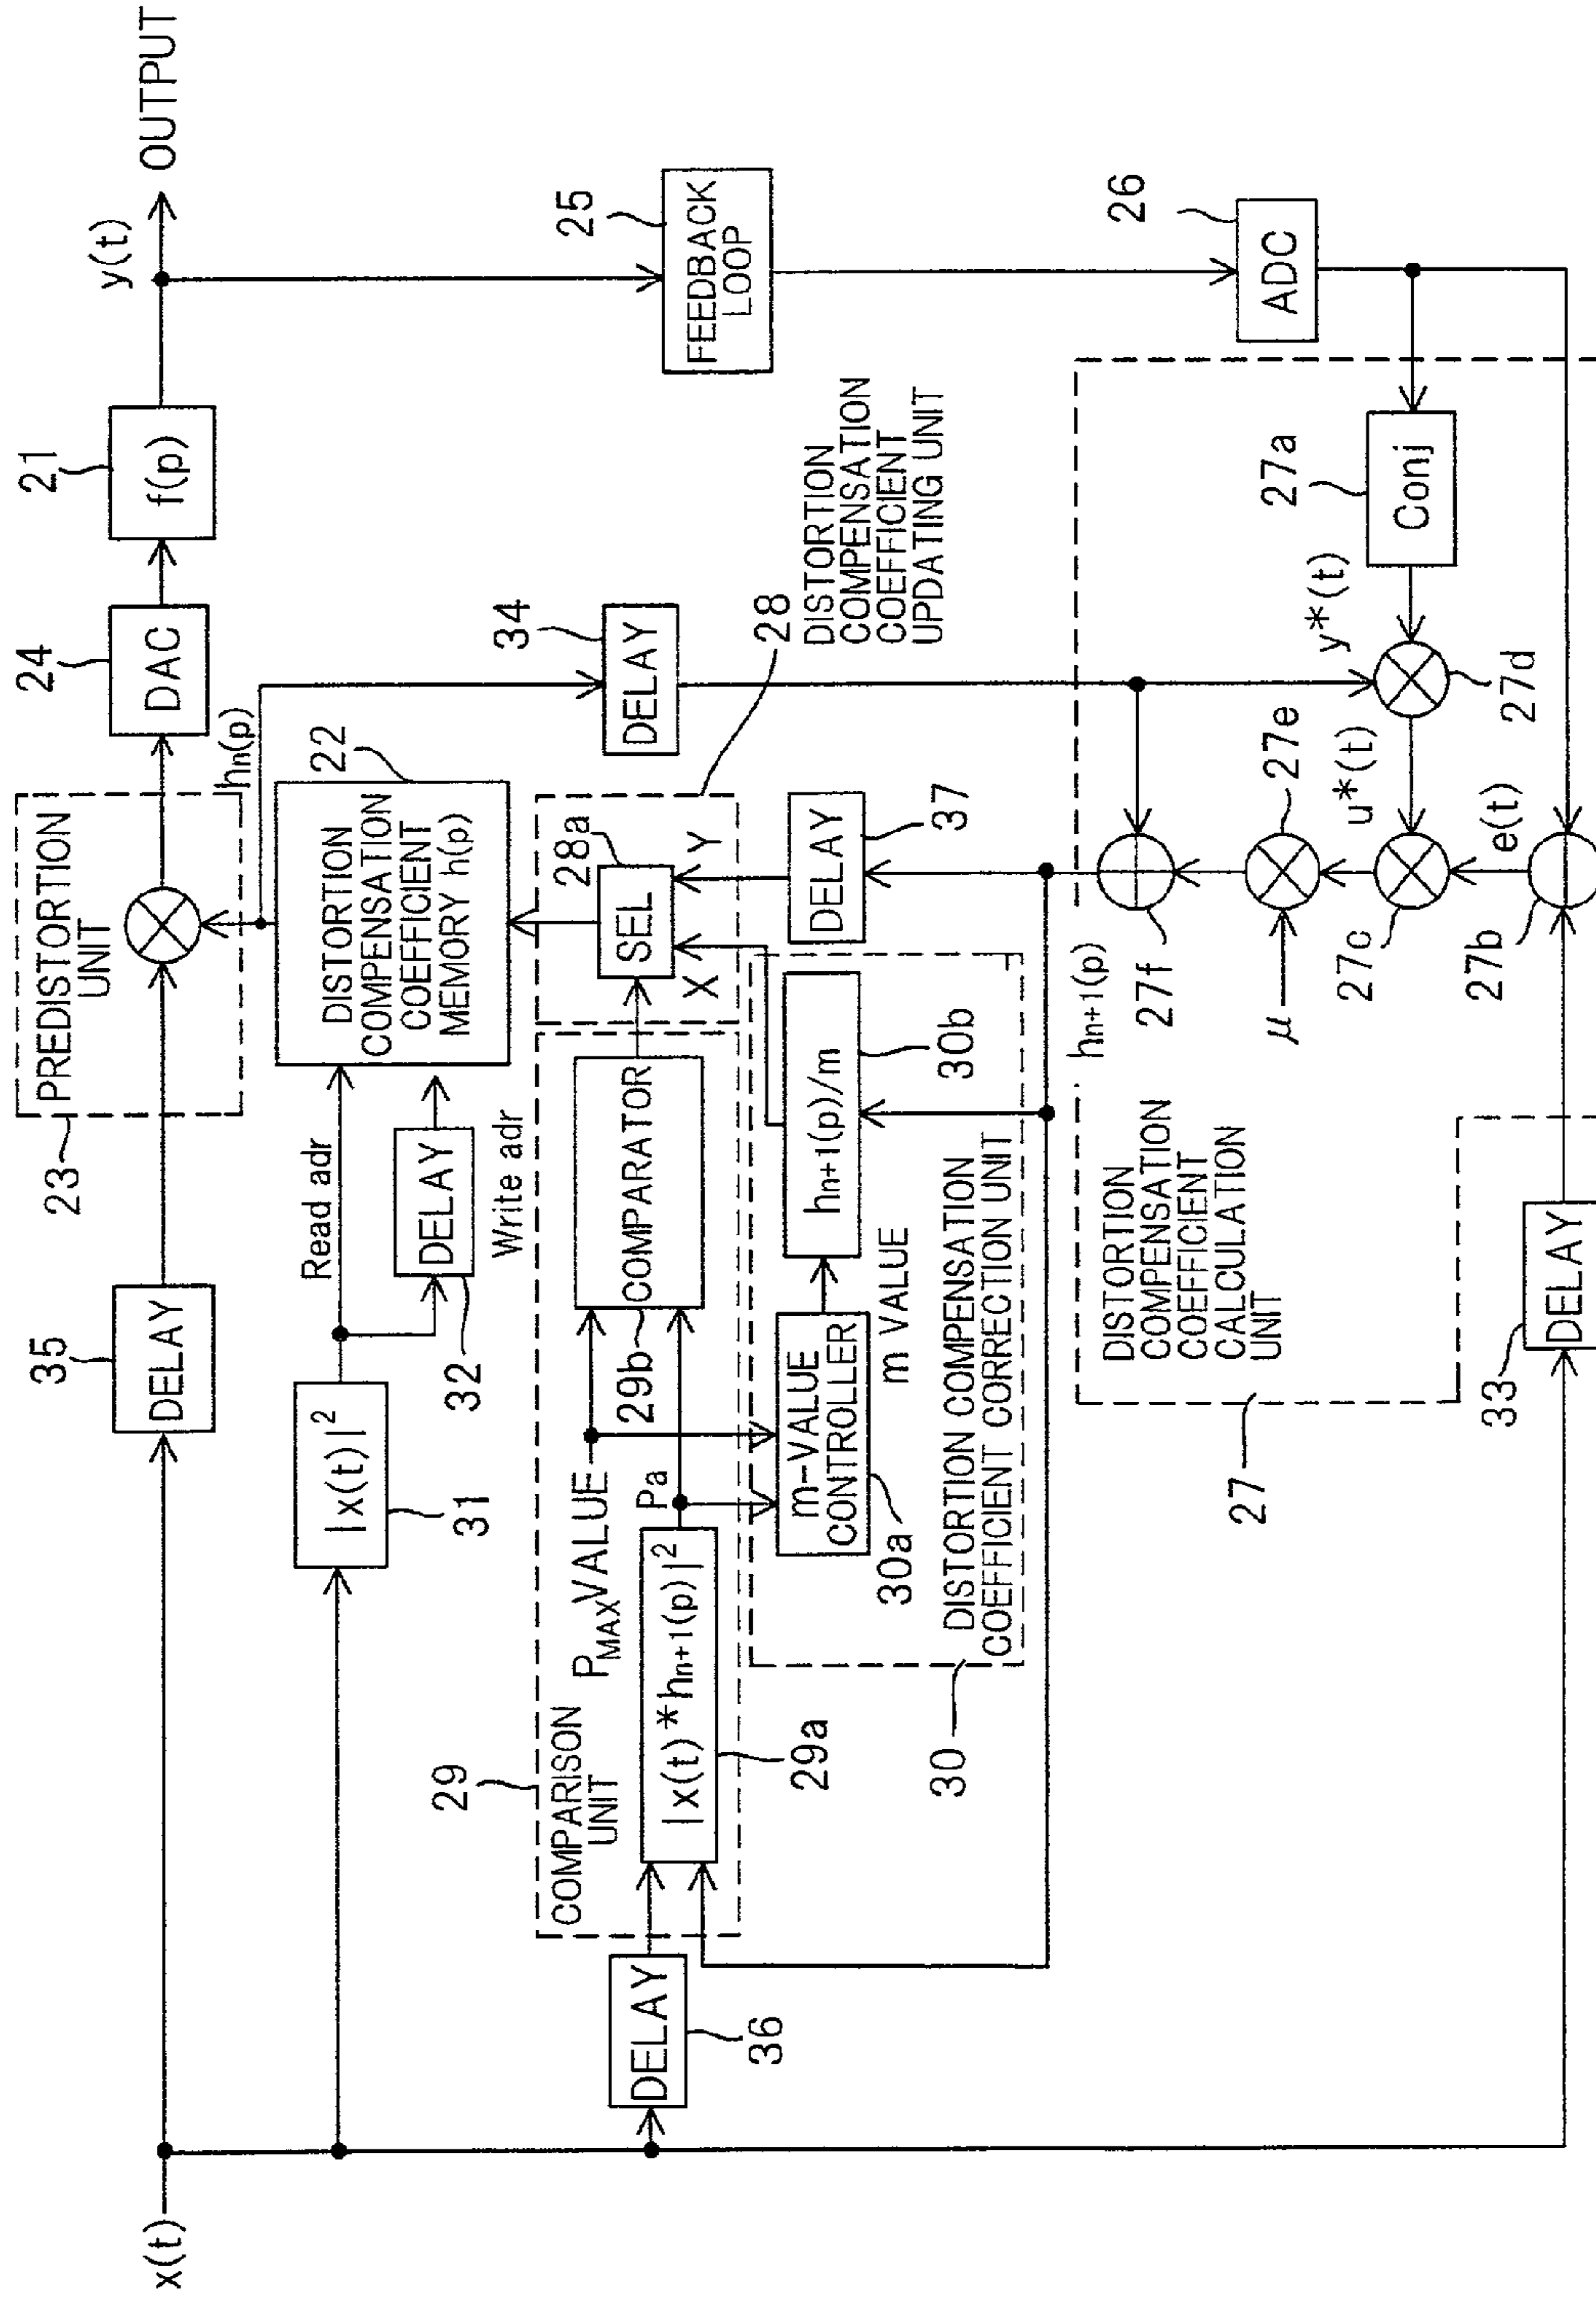 x(t)
35
DELAY
23
PREDISTORTION
UNIT
24
DAC
21
f(p)
y(t)
OUTPUT
|x(t)|²
31
Read adr
DELAY
32
Write adr
hn(p)
22
DISTORTION
COMPENSATION
COEFFICIENT
MEMORY h(p)
34
DELAY
25
FEEDBACK
LOOP
29
COMPARISON
UNIT
PMAX VALUE
Pa
29b
COMPARATOR
28a
SEL
X
Y
28
DISTORTION
COMPENSATION
COEFFICIENT
UPDATING UNIT
DELAY
36
|x(t)*hn+1(p)|²
29a
m-VALUE
CONTROLLER
30a
m VALUE
hn+1(p)/m
30b
DELAY
37
30
DISTORTION COMPENSATION
COEFFICIENT CORRECTION UNIT
26
ADC
27
DISTORTION
COMPENSATION
COEFFICIENT
CALCULATION
UNIT
hn+1(p)
27f
μ
27e
27c
u*(t)
y*(t)
27d
27a
Conj
27b
e(t)
33
DELAY